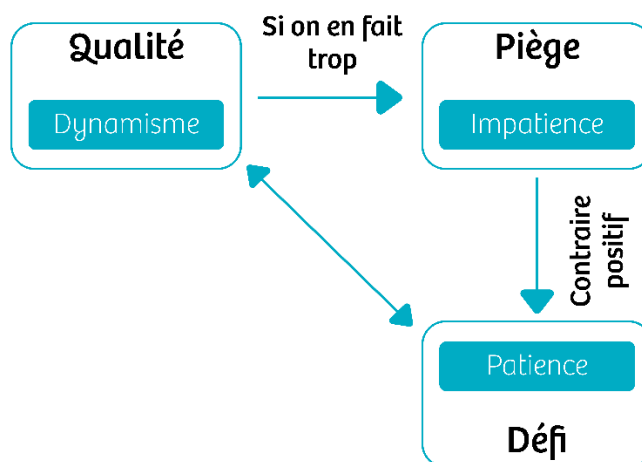 Qualité
Dynamisme
Si on en fait
trop
Piège
Impatience
Contraire
positif
Patience
Défi